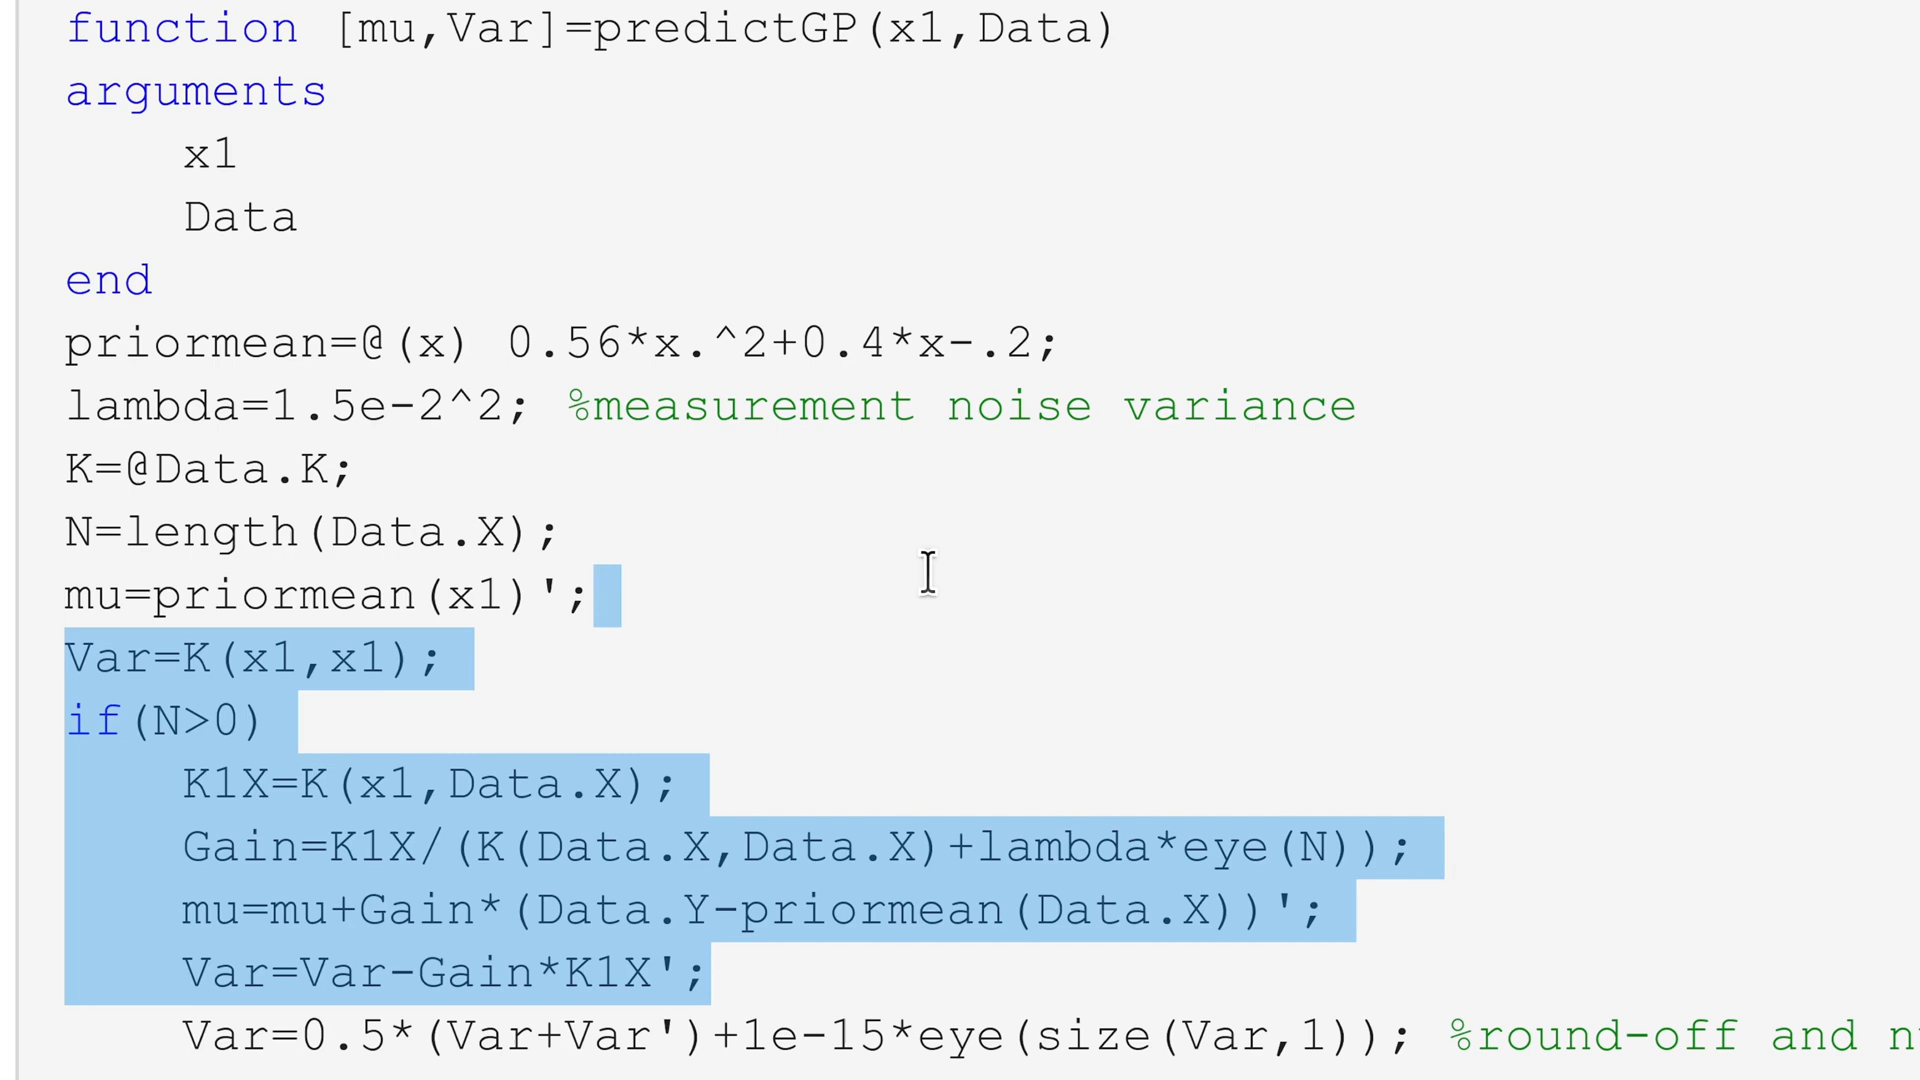 function [mu,Var]=predictGP(x1,Data)
arguments
    x1
    Data
end
priormean=@(x) 0.56*x.^2+0.4*x-.2;
lambda=1.5e-2^2; %measurement noise variance
K=@Data.K;
N=length(Data.X);
mu=priormean(x1)';
Var=K(x1,x1);
if(N>0)
    K1X=K(x1,Data.X);
    Gain=K1X/(K(Data.X,Data.X)+lambda*eye(N));
    mu=mu+Gain*(Data.Y-priormean(Data.X))';
    Var=Var-Gain*K1X';
    Var=0.5*(Var+Var')+1e-15*eye(size(Var,1)); %round-off and